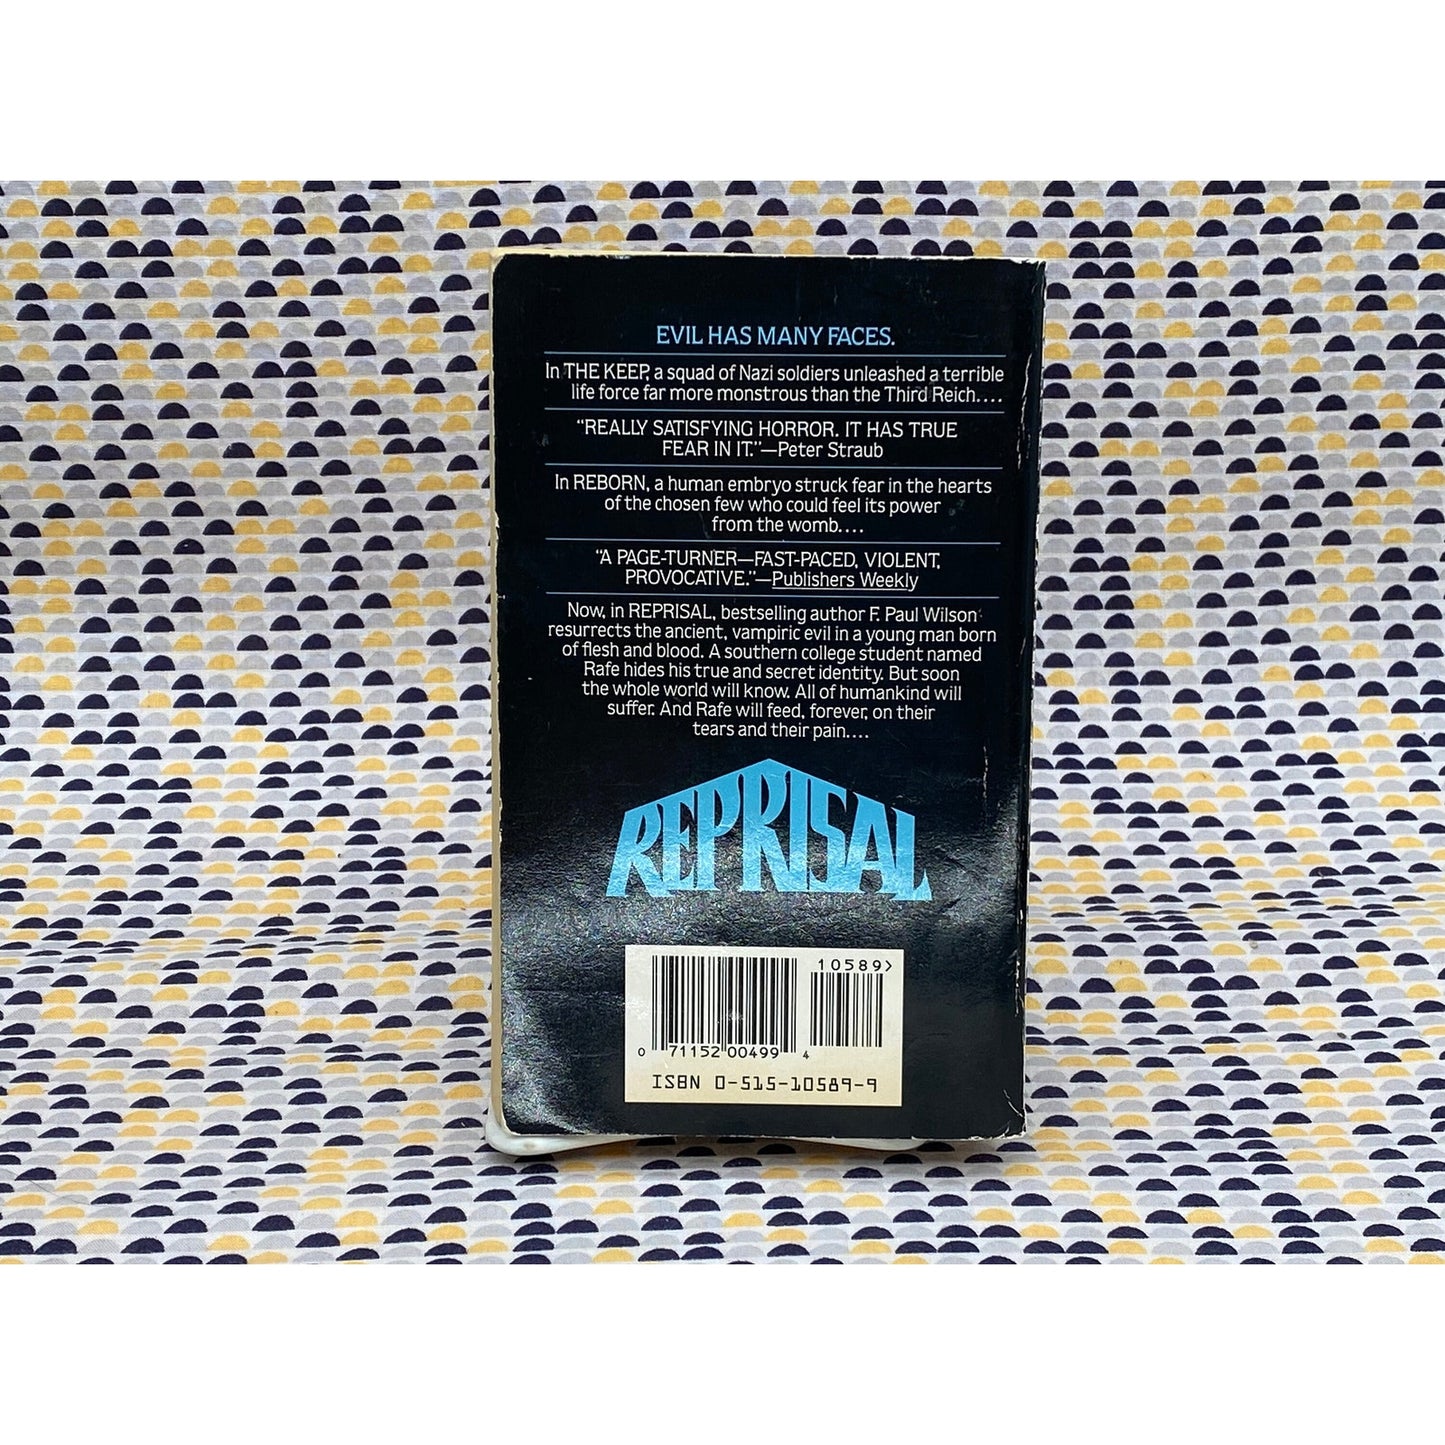 EVIL HAS MANY FACES.
In THE KEEP, a squad of Nazi soldiers unleashed a terrible
life force far more monstrous than the Third Reich....
“REALLY SATISFYING HORROR. IT HAS TRUE
FEAR IN IT.”—Peter Straub
In REBORN, a human embryo struck fear in the hearts
of the chosen few who could feel its power
from the womb....
“A PAGE-TURNER—FAST-PACED, VIOLENT,
PROVOCATIVE.”—Publishers Weekly
Now, in REPRISAL, bestselling author F. Paul Wilson
resurrects the ancient, vampiric evil in a young man born
of flesh and blood. A southern college student named
Rafe hides his true and secret identity. But soon
the whole world will know. All of humankind will
suffer. And Rafe will feed, forever, on their
tears and their pain....
REPRISAL
10589>
0 71152 00499 4
ISBN 0-515-10589-9